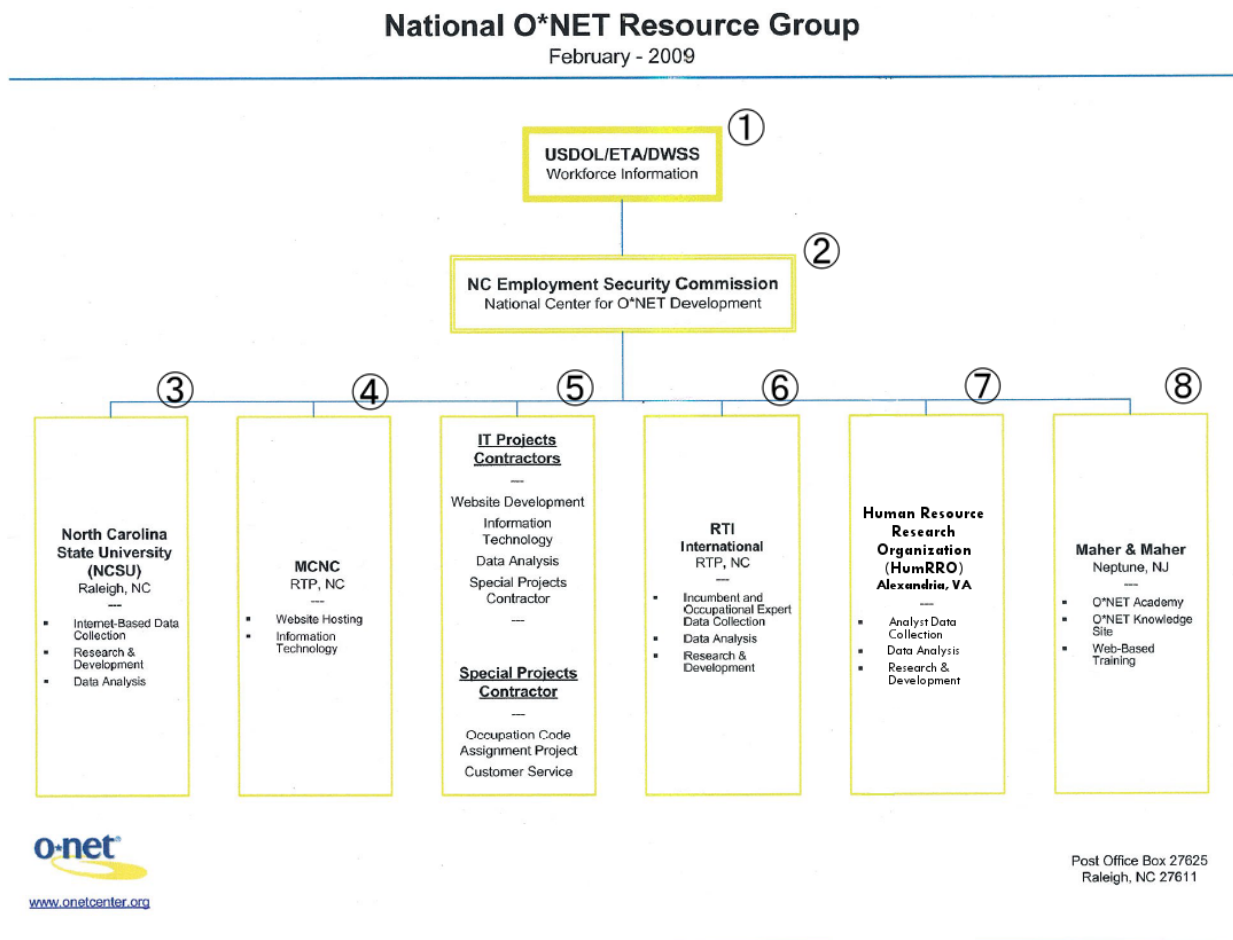 National O*NET Resource Group
February - 2009
①
USDOL/ETA/DWSS
Workforce Information
②
NC Employment Security Commission
National Center for O*NET Development
③
North Carolina
State University
(NCSU)
Raleigh, NC
---
▪ Internet-Based Data
Collection
▪ Research &
Development
▪ Data Analysis
④
MCNC
RTP, NC
---
▪ Website Hosting
▪ Information
Technology
⑤
IT Projects
Contractors
---
Website Development
Information
Technology
Data Analysis
Special Projects
Contractor
---
Special Projects
Contractor
---
Occupation Code
Assignment Project
Customer Service
⑥
RTI
International
RTP, NC
---
▪ Incumbent and
Occupational Expert
Data Collection
▪ Data Analysis
▪ Research &
Development
⑦
Human Resource
Research
Organization
(HumRRO)
Alexandria, VA
---
▪ Analyst Data
Collection
▪ Data Analysis
▪ Research &
Development
⑧
Maher & Maher
Neptune, NJ
---
▪ O*NET Academy
▪ O*NET Knowledge
Site
▪ Web-Based
Training
o*net®
www.onetcenter.org
Post Office Box 27625
Raleigh, NC 27611